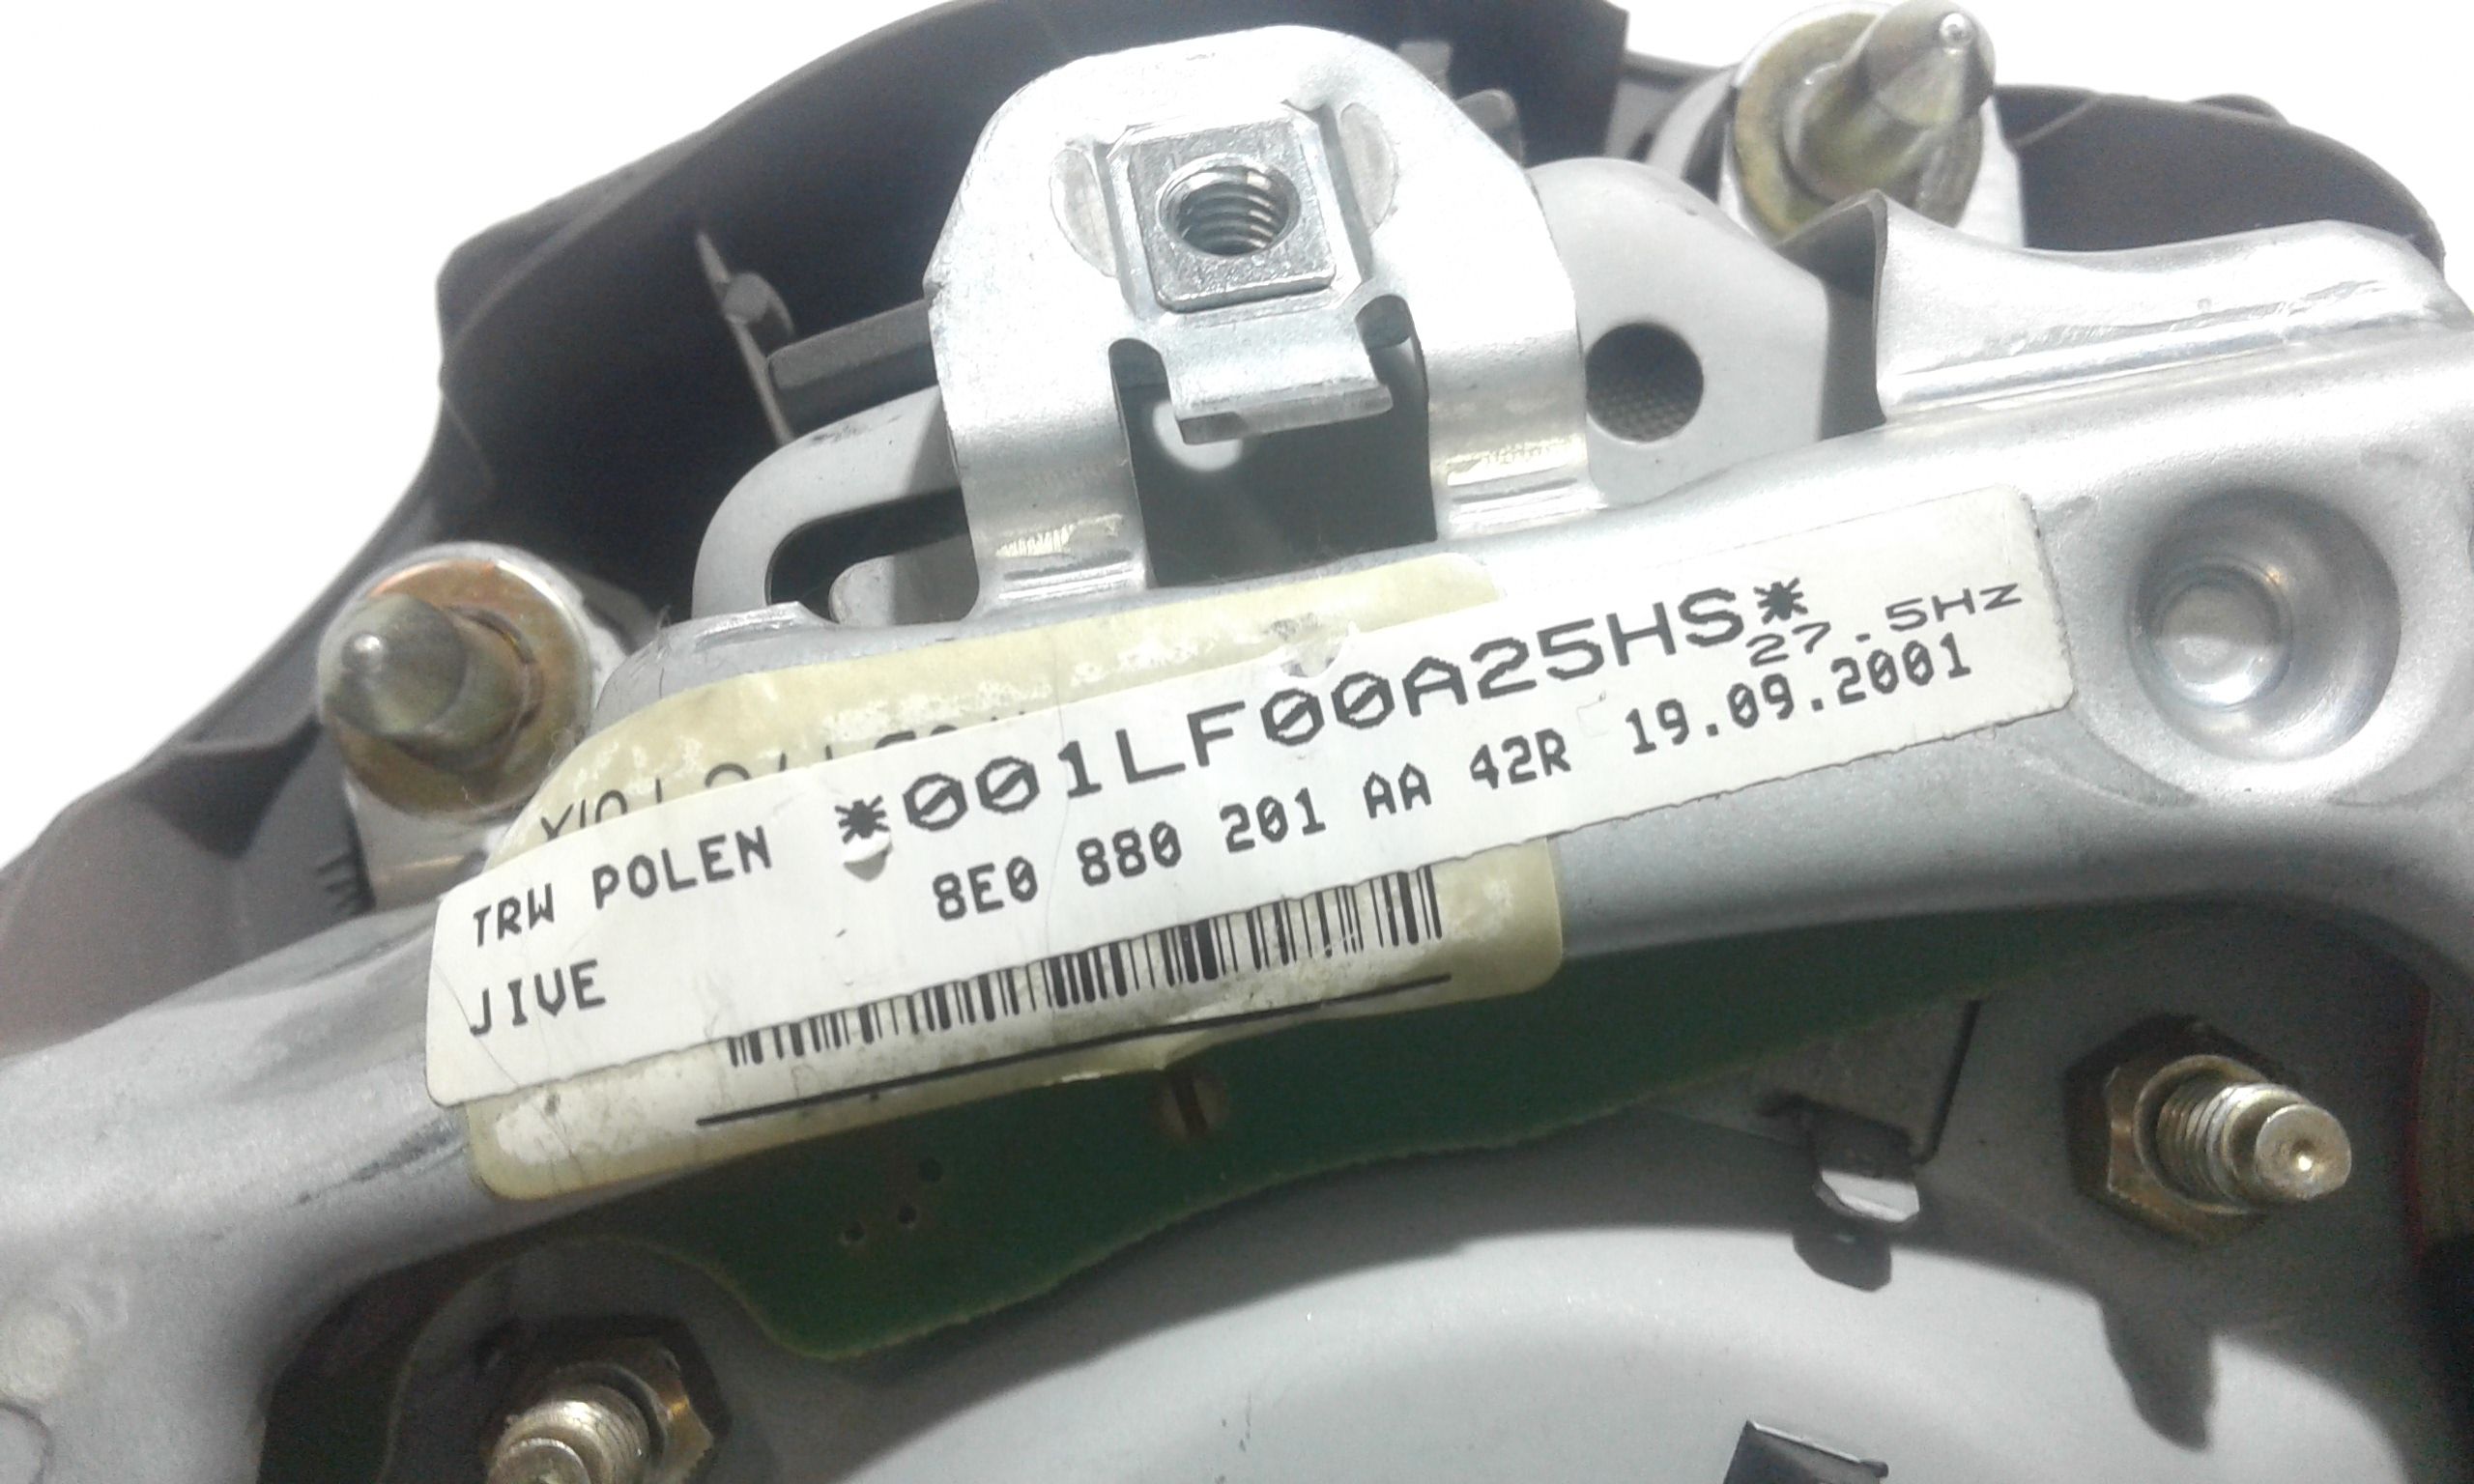 *001LF00A25HS*
27.5Hz
TRW POLEN 8E0 880 201 AA 42R 19.09.2001
JIVE